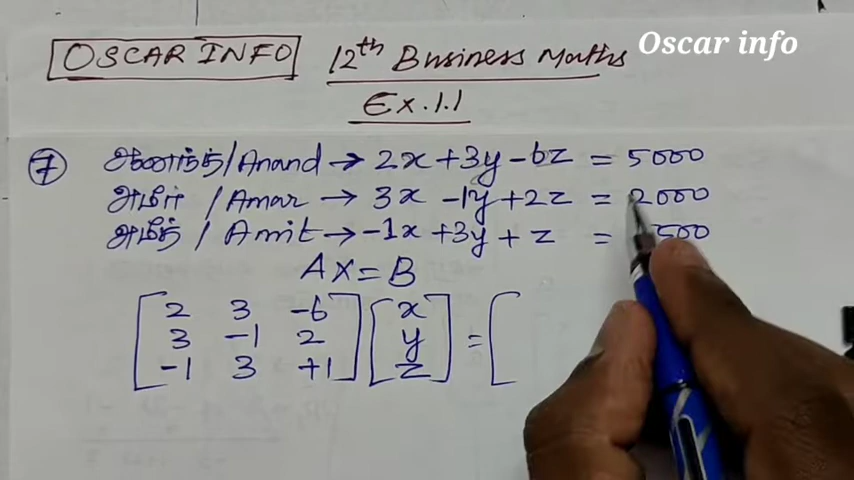 OSCAR INFO 12th Business Maths Oscar info
Ex.1.1
7 ஆனந்த்/Anand → 2x + 3y - 6z = 5000
அமர் / Amar → 3x - 1y + 2z = 2000
அமித் / Amit → -1x + 3y + z = 500
AX = B
2 3 -6 x
3 -1 2 y =
-1 3 +1 z